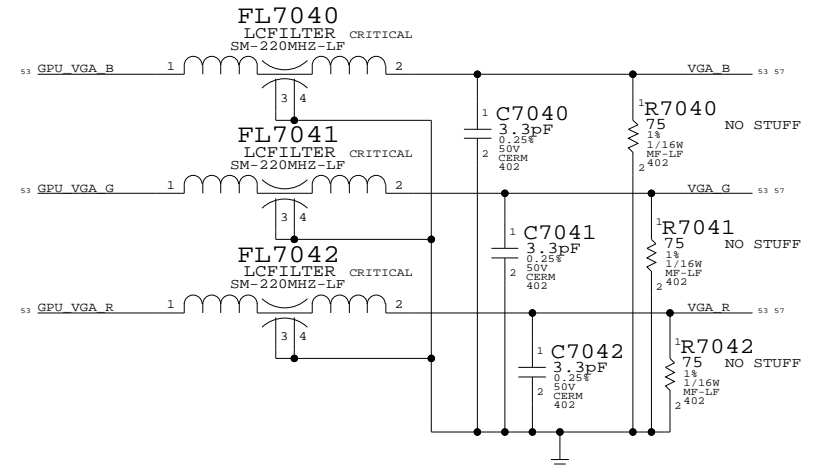 FL7040
LCFILTER CRITICAL
SM-220MHZ-LF
53 GPU_VGA_B 1 2 VGA_B 53 57
3 4
1 C7040
3.3pF
0.25%
50V
CERM
402
2
1 R7040
75
1%
1/16W
MF-LF
402
2
NO STUFF
FL7041
LCFILTER CRITICAL
SM-220MHZ-LF
53 GPU_VGA_G 1 2 VGA_G 53 57
3 4
1 C7041
3.3pF
0.25%
50V
CERM
402
2
1 R7041
75
1%
1/16W
MF-LF
402
2
NO STUFF
FL7042
LCFILTER CRITICAL
SM-220MHZ-LF
53 GPU_VGA_R 1 2 VGA_R 53 57
3 4
1 C7042
3.3pF
0.25%
50V
CERM
402
2
1 R7042
75
1%
1/16W
MF-LF
402
2
NO STUFF